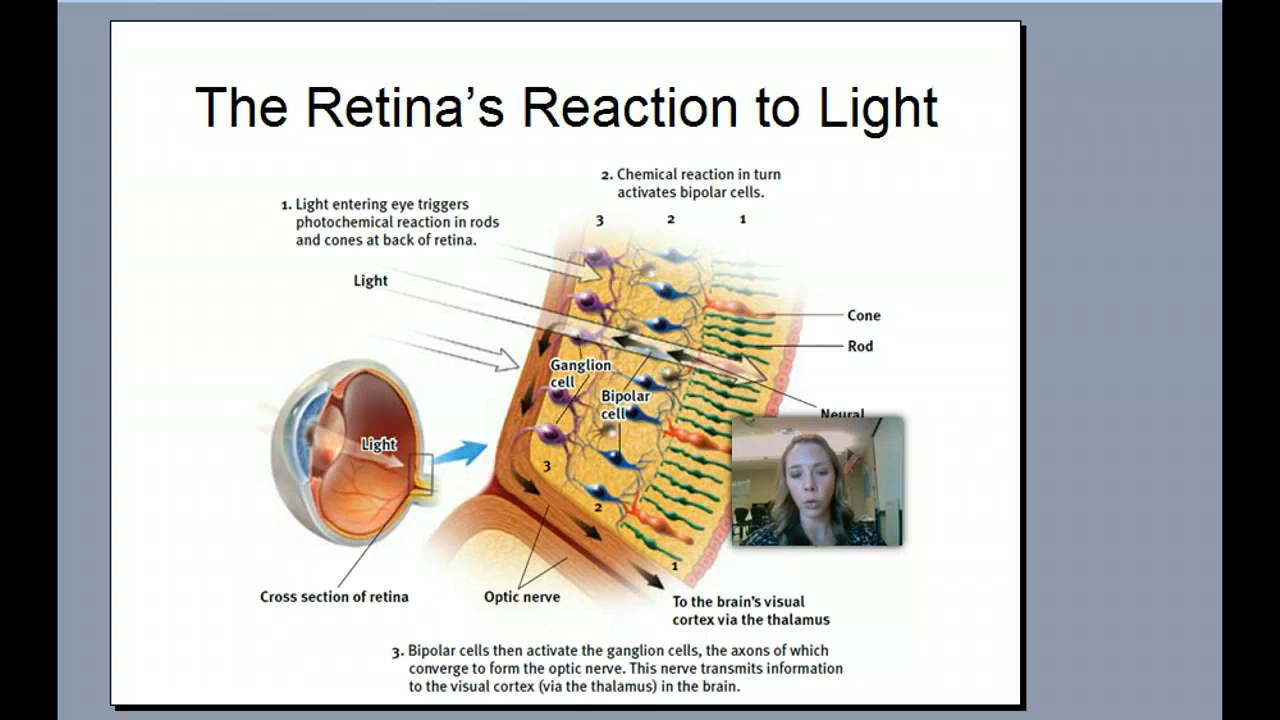 The Retina's Reaction to Light
2. Chemical reaction in turn
activates bipolar cells.
1. Light entering eye triggers
photochemical reaction in rods
and cones at back of retina.
3 2 1
Light
Cone
Rod
Ganglion
cell
Bipolar
cell
Neural
Light
3
2
1
Cross section of retina
Optic nerve
To the brain's visual
cortex via the thalamus
3. Bipolar cells then activate the ganglion cells, the axons of which
converge to form the optic nerve. This nerve transmits information
to the visual cortex (via the thalamus) in the brain.